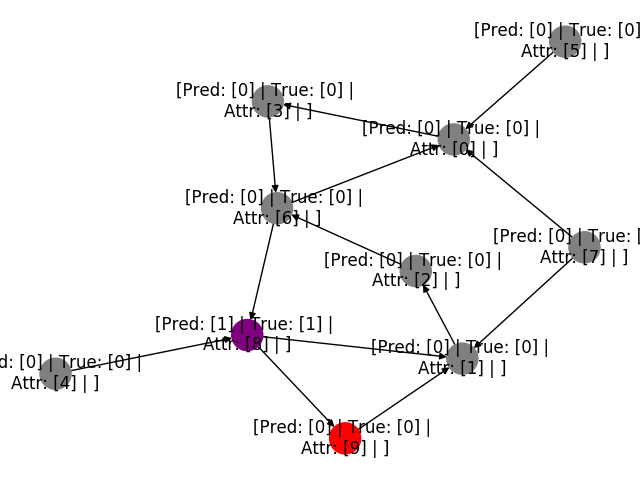 [Pred: [0] | True: [0]
Attr: [5] | ]
[Pred: [0] | True: [0] |
Attr: [3] | ]
[Pred: [0] | True: [0] |
Attr: [0] | ]
[Pred: [0] | True: [0] |
Attr: [6] | ]
[Pred: [0] | True: [
Attr: [7] | ]
[Pred: [0] | True: [0] |
Attr: [2] | ]
[Pred: [1] | True: [1] |
Attr: [8] | ]
[Pred: [0] | True: [0] |
Attr: [1] | ]
d: [0] | True: [0] |
Attr: [4] | ]
[Pred: [0] | True: [0] |
Attr: [9] | ]